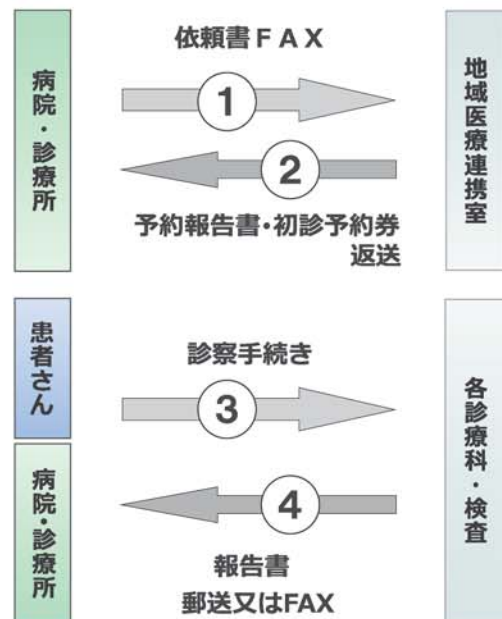 病院・診療所
依頼書ＦＡＸ
1
2
予約報告書・初診予約券
返送
地域医療連携室
患者さん
病院・診療所
診察手続き
3
4
報告書
郵送又はFAX
各診療科・検査